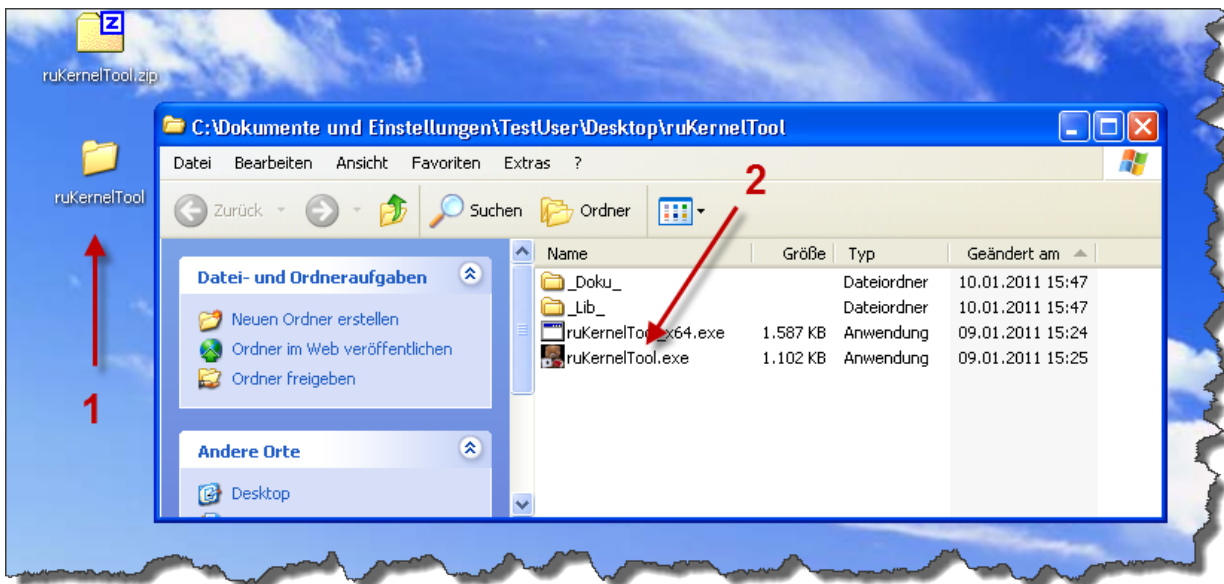 ruKernelTool.zip
ruKernelTool
1
C:\Dokumente und Einstellungen\TestUser\Desktop\ruKernelTool
Datei Bearbeiten Ansicht Favoriten Extras ?
2
Zurück Suchen Ordner
Datei- und Ordneraufgaben
Neuen Ordner erstellen
Ordner im Web veröffentlichen
Ordner freigeben
Andere Orte
Desktop
Name Größe Typ Geändert am
_Doku_ Dateiordner 10.01.2011 15:47
_Lib_ Dateiordner 10.01.2011 15:47
ruKernelTool_x64.exe 1.587 KB Anwendung 09.01.2011 15:24
ruKernelTool.exe 1.102 KB Anwendung 09.01.2011 15:25